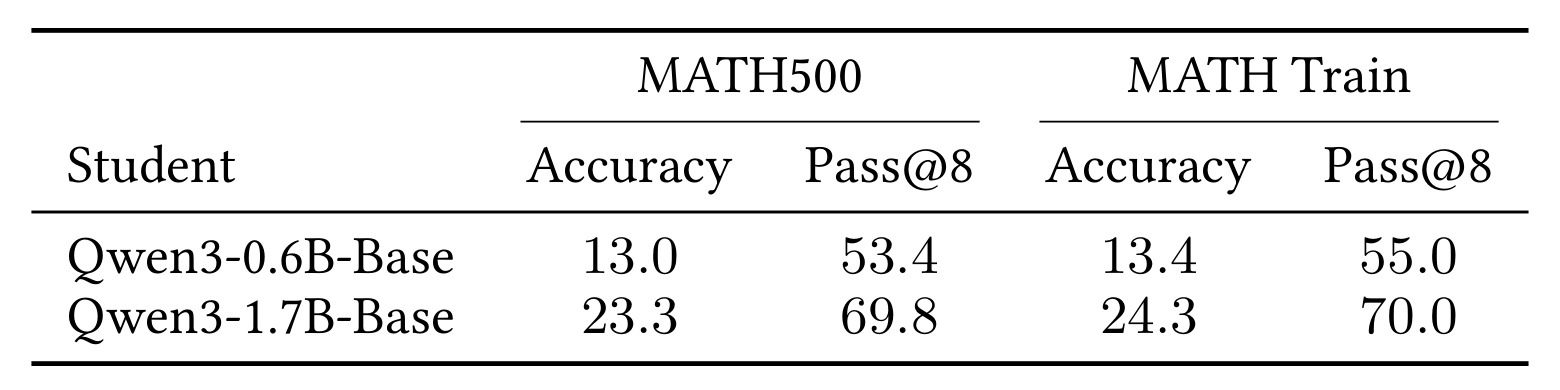 MATH500 MATH Train
Student Accuracy Pass@8 Accuracy Pass@8
Qwen3-0.6B-Base 13.0 53.4 13.4 55.0
Qwen3-1.7B-Base 23.3 69.8 24.3 70.0